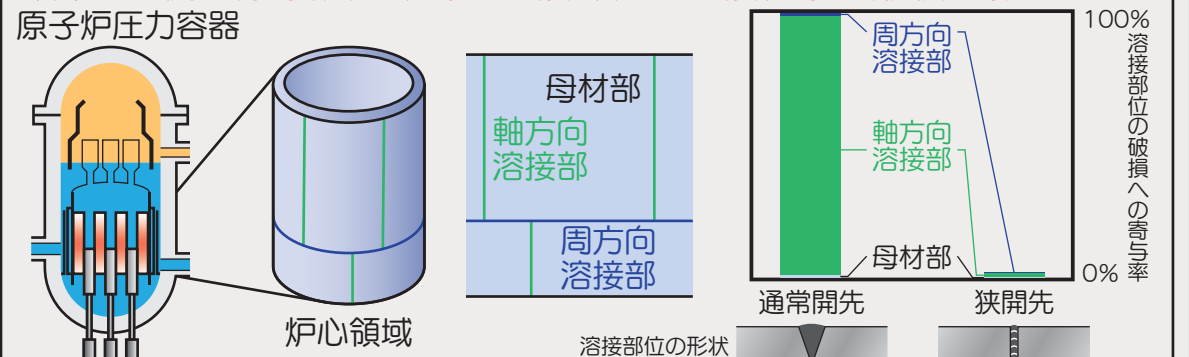 原子炉圧力容器
炉心領域
母材部
軸方向
溶接部
周方向
溶接部
周方向
溶接部
軸方向
溶接部
母材部
100%
溶接部位の破損への寄与率
0%
通常開先
狭開先
溶接部位の形状